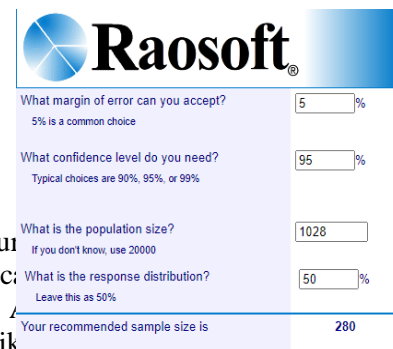 Raosoft®
What margin of error can you accept? 5 %
5% is a common choice
What confidence level do you need? 95 %
Typical choices are 90%, 95%, or 99%
What is the population size? 1028
If you don't know, use 20000
What is the response distribution? 50 %
Leave this as 50%
Your recommended sample size is 280